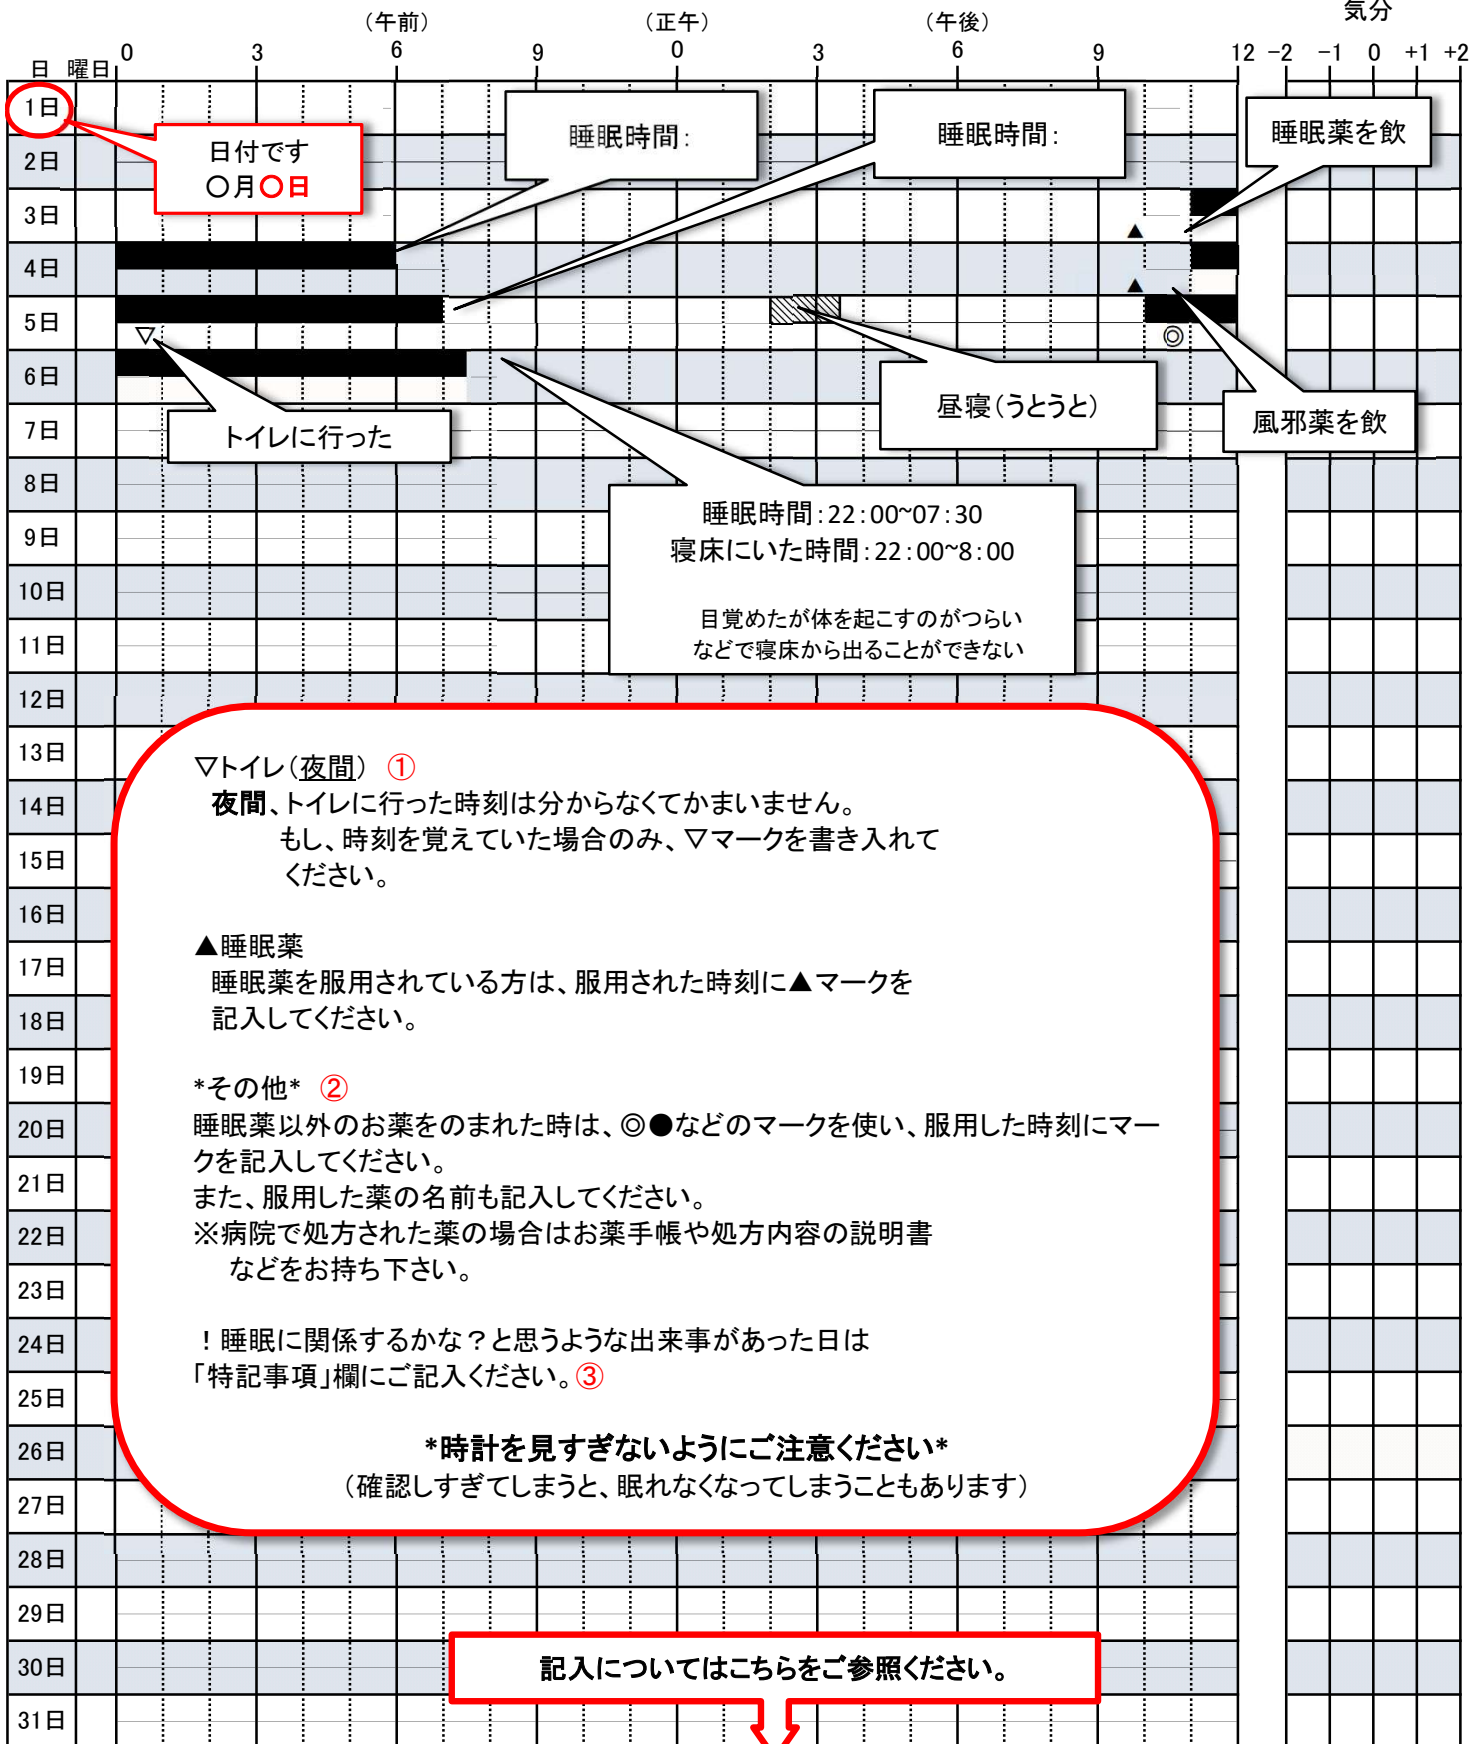 （午前） （正午） （午後） 気分
0 3 6 9 0 3 6 9 12 -2 -1 0 +1 +2
日 曜日
1日
日付です
〇月〇日
睡眠時間：
睡眠時間：
睡眠薬を飲
2日
3日
▲
4日
▲
5日
▽
◎
6日
昼寝（うとうと）
風邪薬を飲
トイレに行った
7日
8日
睡眠時間：22：00~07：30
寝床にいた時間：22：00~8：00
目覚めたが体を起こすのがつらい
などで寝床から出ることができない
9日
10日
11日
12日
13日
14日
15日
16日
17日
18日
19日
20日
21日
22日
23日
24日
25日
26日
27日
▽トイレ（夜間） ①
夜間、トイレに行った時刻は分からなくてかまいません。
もし、時刻を覚えていた場合のみ、▽マークを書き入れて
ください。
▲睡眠薬
睡眠薬を服用されている方は、服用された時刻に▲マークを
記入してください。
*その他* ②
睡眠薬以外のお薬をのまれた時は、◎●などのマークを使い、服用した時刻にマー
クを記入してください。
また、服用した薬の名前も記入してください。
※病院で処方された薬の場合はお薬手帳や処方内容の説明書
などをお持ち下さい。
！睡眠に関係するかな？と思うような出来事があった日は
「特記事項」欄にご記入ください。③
*時計を見すぎないようにご注意ください*
（確認しすぎてしまうと、眠れなくなってしまうこともあります）
28日
29日
30日
記入についてはこちらをご参照ください。
31日